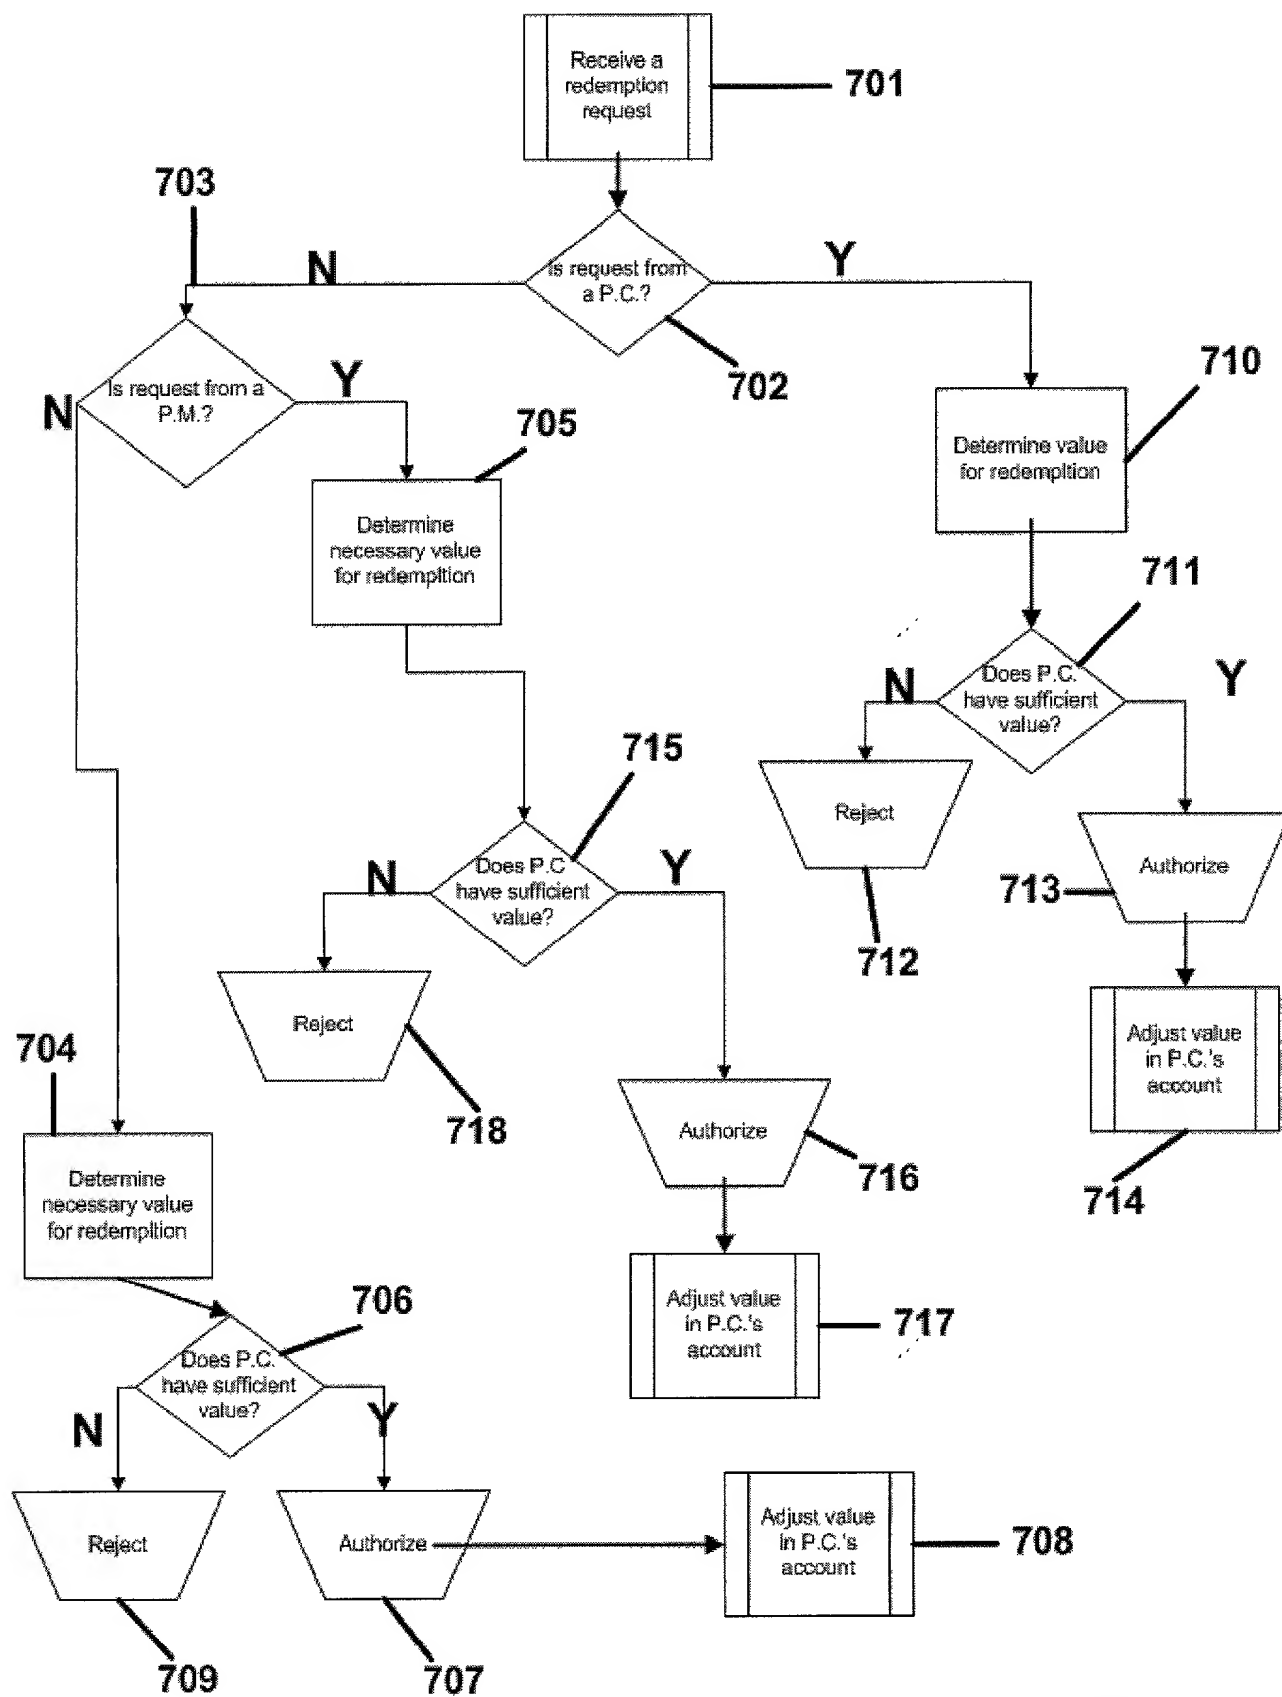 Receive a
redemption
request
701
703
N
Is request from
a P.C.?
Y
702
710
Is request from a
P.M.?
N
Y
705
Determine value
for redempltion
Determine
necessary value
for redempltion
711
Does P.C.
have sufficient
value?
N
Y
715
Reject
Authorize
713
712
Does P.C
have sufficient
value?
N
Y
Reject
718
Adjust value
in P.C.'s
account
714
704
Authorize
716
Determine
necessary value
for redempltion
706
Adjust value
in P.C.'s
account
717
Does P.C.
have sufficient
value?
N
Y
Reject
Authorize
Adjust value
in P.C.'s
account
708
709
707